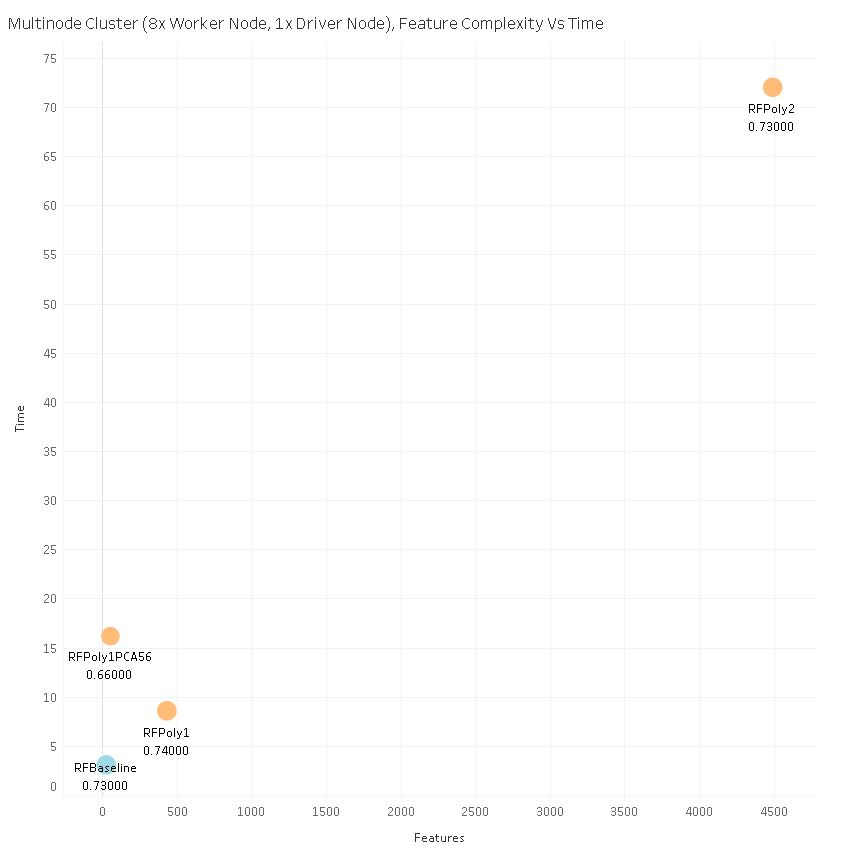 Multinode Cluster (8x Worker Node, 1x Driver Node), Feature Complexity Vs Time
75
70
65
60
55
50
45
40
35
30
25
20
15
10
5
0
Time
RFPoly2
0.73000
RFPoly1PCA56
0.66000
RFPoly1
0.74000
RFBaseline
0.73000
0 500 1000 1500 2000 2500 3000 3500 4000 4500
Features